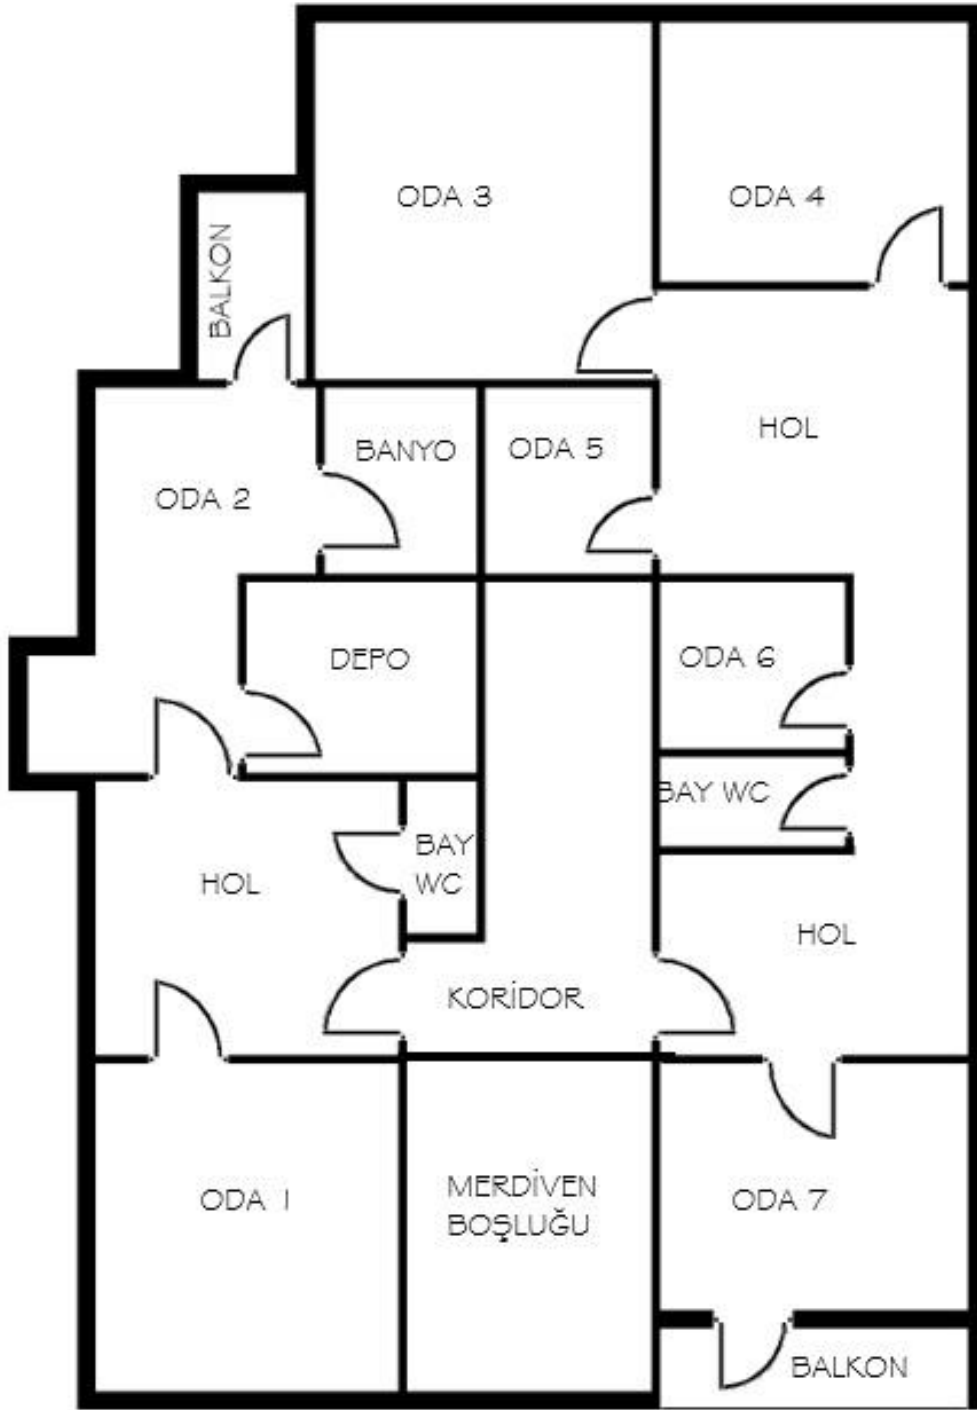 ODA 3
ODA 4
BALKON
HOL
BANYO
ODA 5
ODA 2
DEPO
ODA 6
BAY WC
BAY
WC
HOL
HOL
KORİDOR
ODA 1
MERDİVEN
BOŞLUĞU
ODA 7
BALKON